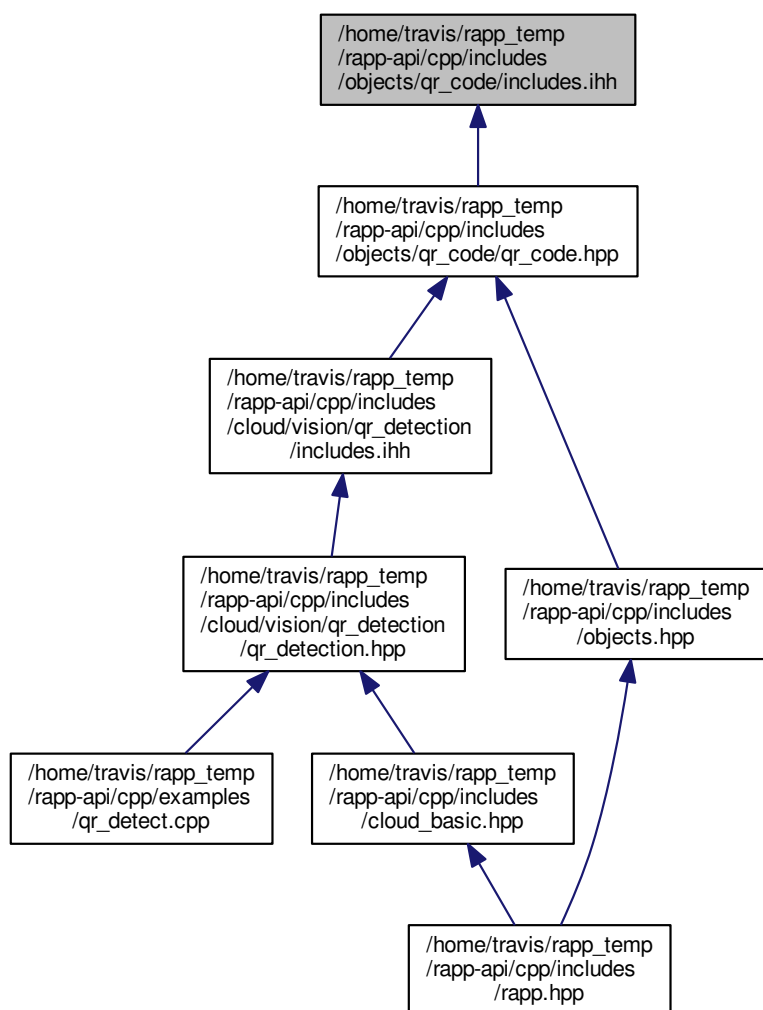 /home/travis/rapp_temp
/rapp-api/cpp/includes
/objects/qr_code/includes.ihh
/home/travis/rapp_temp
/rapp-api/cpp/includes
/objects/qr_code/qr_code.hpp
/home/travis/rapp_temp
/rapp-api/cpp/includes
/cloud/vision/qr_detection
/includes.ihh
/home/travis/rapp_temp
/rapp-api/cpp/includes
/cloud/vision/qr_detection
/qr_detection.hpp
/home/travis/rapp_temp
/rapp-api/cpp/includes
/objects.hpp
/home/travis/rapp_temp
/rapp-api/cpp/examples
/qr_detect.cpp
/home/travis/rapp_temp
/rapp-api/cpp/includes
/cloud_basic.hpp
/home/travis/rapp_temp
/rapp-api/cpp/includes
/rapp.hpp